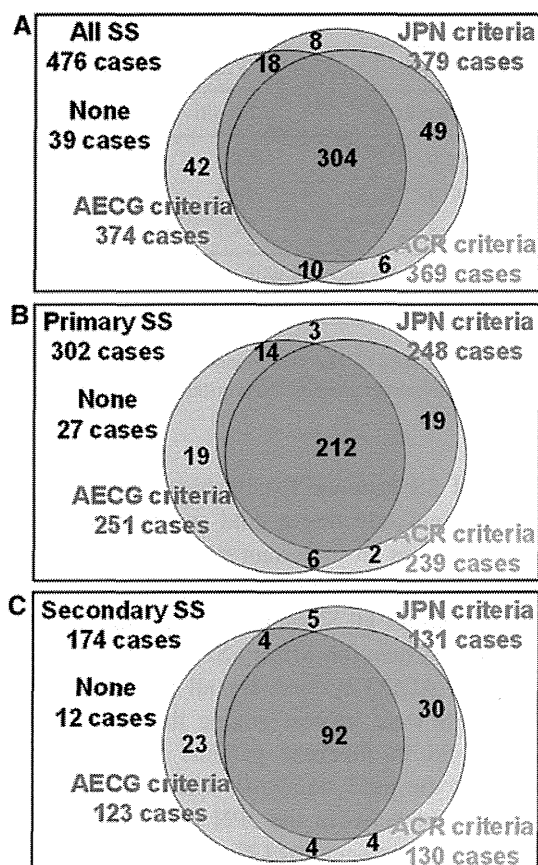 A
All SS
476 cases
JPN criteria
379 cases
8
18
None
39 cases
49
42
304
AECG criteria
374 cases
10
6
ACR criteria
369 cases
B
Primary SS
302 cases
JPN criteria
248 cases
3
14
None
27 cases
19
19
212
AECG criteria
251 cases
6
2
ACR criteria
239 cases
C
Secondary SS
174 cases
JPN criteria
131 cases
5
4
None
12 cases
30
23
92
AECG criteria
123 cases
4
4
ACR criteria
130 cases